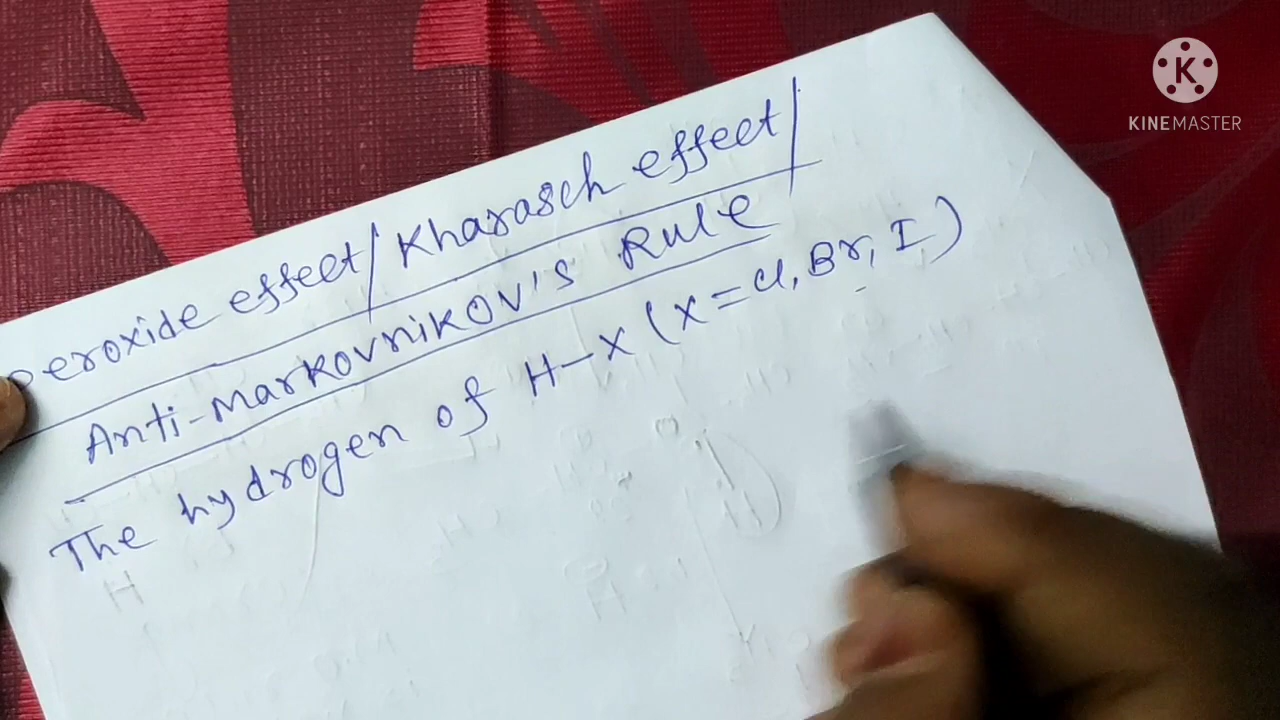 Peroxide effect/Kharasch effect/
Anti-Markovnikov's Rule
The hydrogen of H-X (X=Cl, Br, I)
K
KINEMASTER